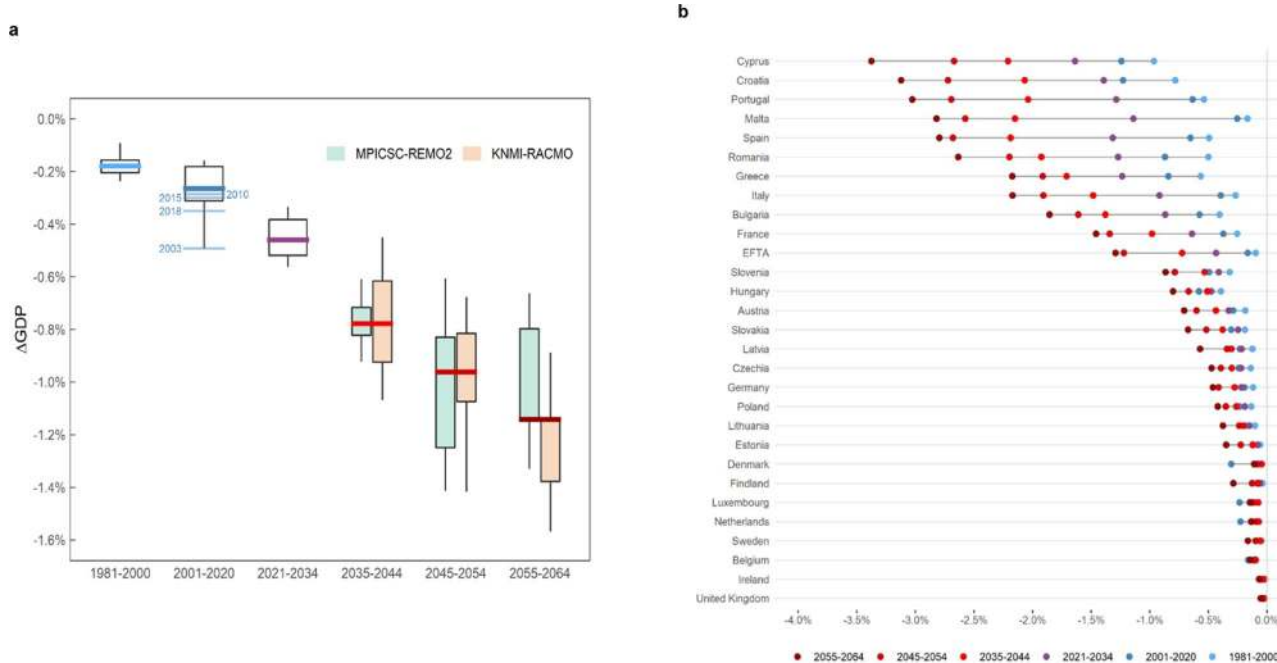 a
0.0%
-0.2%
-0.4%
-0.6%
-0.8%
-1.0%
-1.2%
-1.4%
-1.6%
ΔGDP
MPICSC-REMO2 KNMI-RACMO
2015 2010
2018
2003
1981-2000 2001-2020 2021-2034 2035-2044 2045-2054 2055-2064
b
Cyprus
Croatia
Portugal
Malta
Spain
Romania
Greece
Italy
Bulgaria
France
EFTA
Slovenia
Hungary
Austria
Slovakia
Latvia
Czechia
Germany
Poland
Lithuania
Estonia
Denmark
Findland
Luxembourg
Netherlands
Sweden
Belgium
Ireland
United Kingdom
-4.0% -3.5% -3.0% -2.5% -2.0% -1.5% -1.0% -0.5% 0.0%
2055-2064 2045-2054 2035-2044 2021-2034 2001-2020 1981-2000